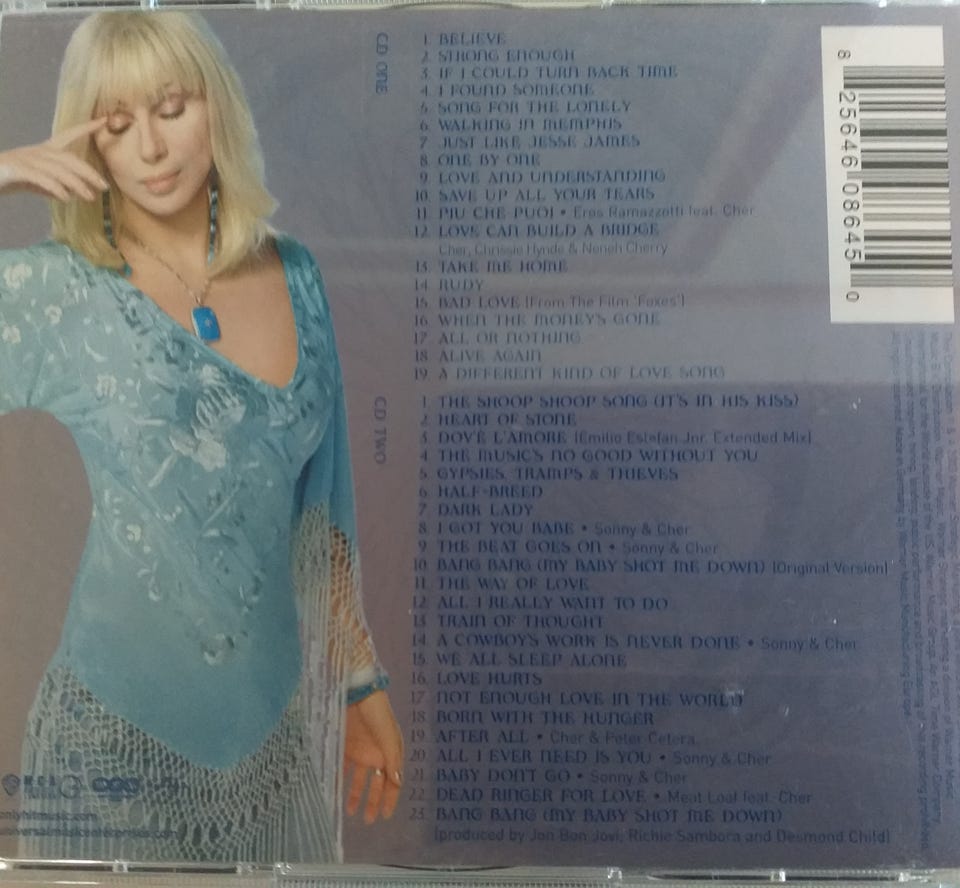 CD ONE
1. BELIEVE
2. STRONG ENOUGH
3. IF I COULD TURN BACK TIME
4. I FOUND SOMEONE
5. SONG FOR THE LONELY
6. WALKING IN MEMPHIS
7. JUST LIKE JESSE JAMES
8. ONE BY ONE
9. LOVE AND UNDERSTANDING
10. SAVE UP ALL YOUR TEARS
11. PIU CHE PUOI • Eros Ramazzotti feat. Cher
12. LOVE CAN BUILD A BRIDGE
Cher, Chrissie Hynde & Neneh Cherry
13. TAKE ME HOME
14. RUDY
15. BAD LOVE [From The Film 'Foxes']
16. WHEN THE MONEY'S GONE
17. ALL OR NOTHING
18. ALIVE AGAIN
19. A DIFFERENT KIND OF LOVE SONG
CD TWO
1. THE SHOOP SHOOP SONG (IT'S IN HIS KISS)
2. HEART OF STONE
3. DOV'E L'AMORE [Emilio Estefan Jnr. Extended Mix]
4. THE MUSIC'S NO GOOD WITHOUT YOU
5. GYPSIES, TRAMPS & THIEVES
6. HALF-BREED
7. DARK LADY
8. I GOT YOU BABE • Sonny & Cher
9. THE BEAT GOES ON • Sonny & Cher
10. BANG BANG (MY BABY SHOT ME DOWN) [Original Version]
11. THE WAY OF LOVE
12. ALL I REALLY WANT TO DO
13. TRAIN OF THOUGHT
14. A COWBOY'S WORK IS NEVER DONE • Sonny & Cher
15. WE ALL SLEEP ALONE
16. LOVE HURTS
17. NOT ENOUGH LOVE IN THE WORLD
18. BORN WITH THE HUNGER
19. AFTER ALL • Cher & Peter Cetera
20. ALL I EVER NEED IS YOU • Sonny & Cher
21. BABY DON'T GO • Sonny & Cher
22. DEAD RINGER FOR LOVE • Meat Loaf feat. Cher
23. BANG BANG (MY BABY SHOT ME DOWN)
[produced by Jon Bon Jovi, Richie Sambora and Desmond Child]
8 25646 08645 0
MCA
onlyhitmusic.com
universalmusicenterprises.com